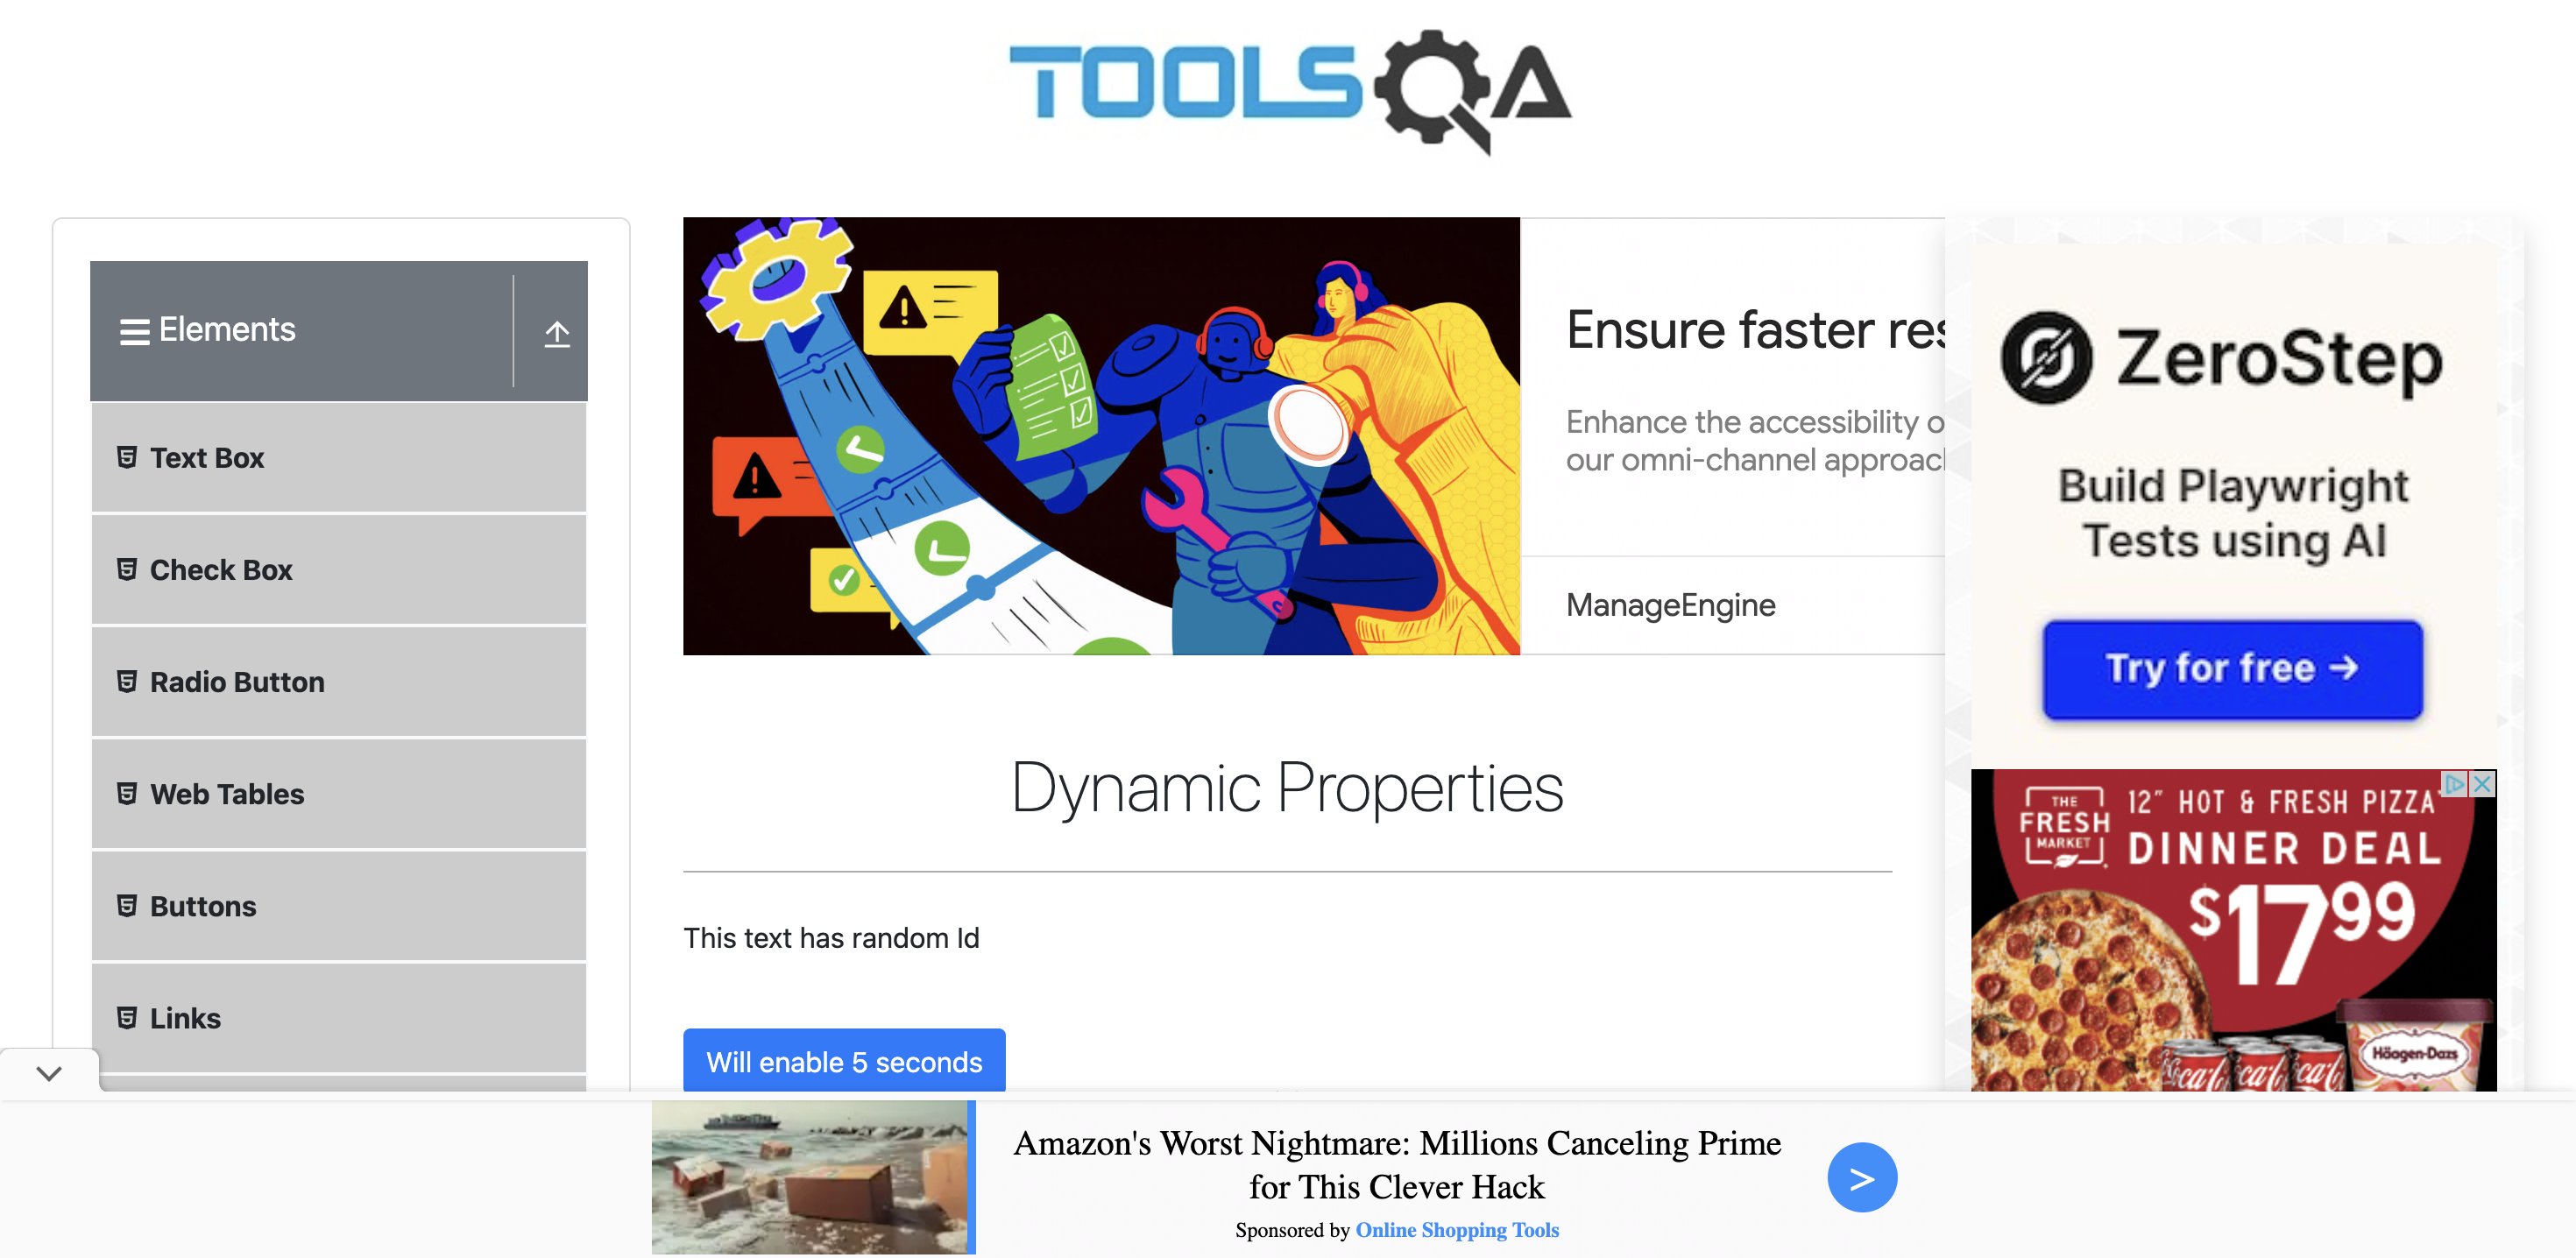 TOOLSQA
Elements
Text Box
Check Box
Radio Button
Web Tables
Buttons
Links
Ensure faster res
Enhance the accessibility o
our omni-channel approac
ManageEngine
Dynamic Properties
This text has random Id
Will enable 5 seconds
ZeroStep
Build Playwright
Tests using AI
Try for free →
THE
FRESH
MARKET
12" HOT & FRESH PIZZA
DINNER DEAL
$17.99
Häagen-Dazs
Amazon's Worst Nightmare: Millions Canceling Prime
for This Clever Hack
Sponsored by Online Shopping Tools
>